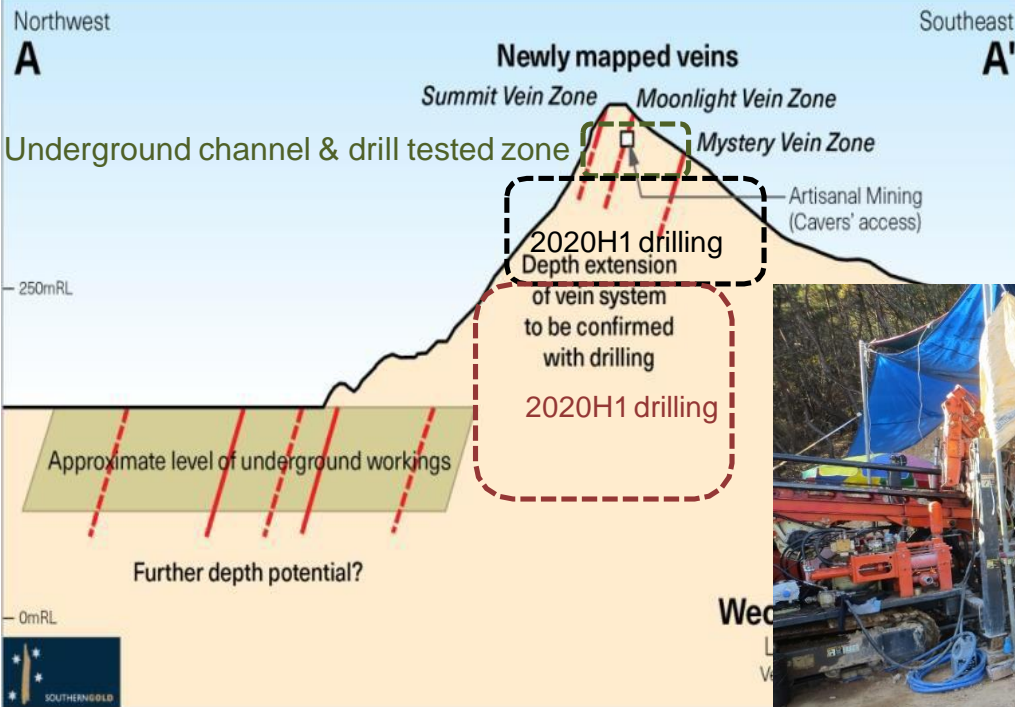 Northwest
A
Southeast
A'
Newly mapped veins
Summit Vein Zone
Moonlight Vein Zone
Underground channel & drill tested zone
Mystery Vein Zone
Artisanal Mining
(Cavers' access)
2020H1 drilling
Depth extension
of vein system
to be confirmed
with drilling
250mRL
2020H1 drilling
Approximate level of underground workings
Further depth potential?
0mRL
SOUTHERNGOLD